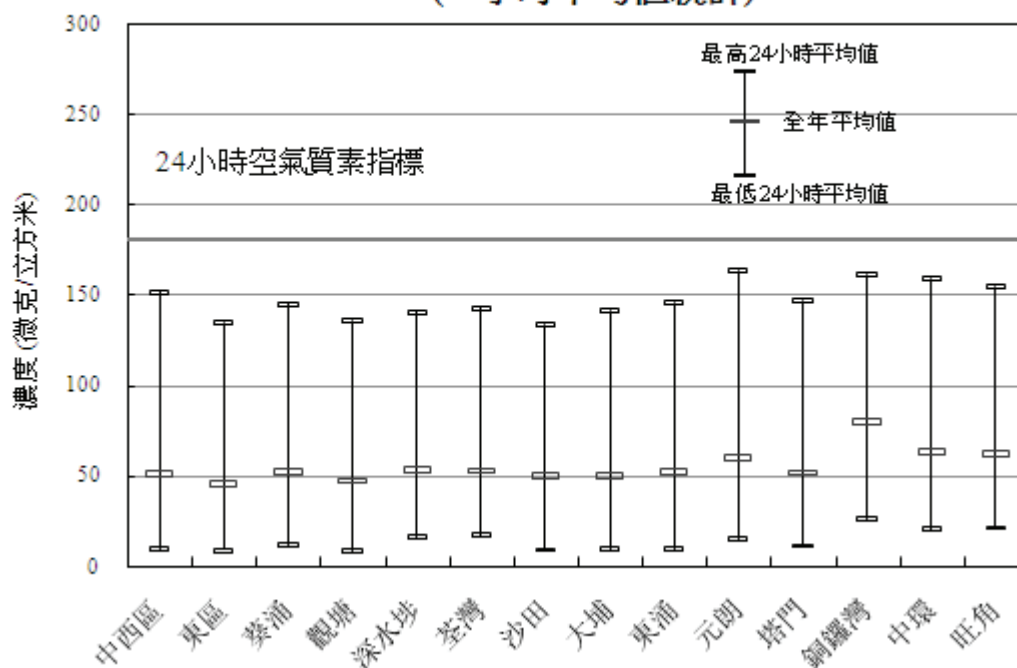 300
250
200
150
100
50
0
濃度 (微克/立方米)
24小時空氣質素指標
最高24小時平均值
全年平均值
最低24小時平均值
中西區
東區
葵涌
觀塘
深水埗
荃灣
沙田
大埔
東涌
元朗
塔門
銅鑼灣
中環
旺角